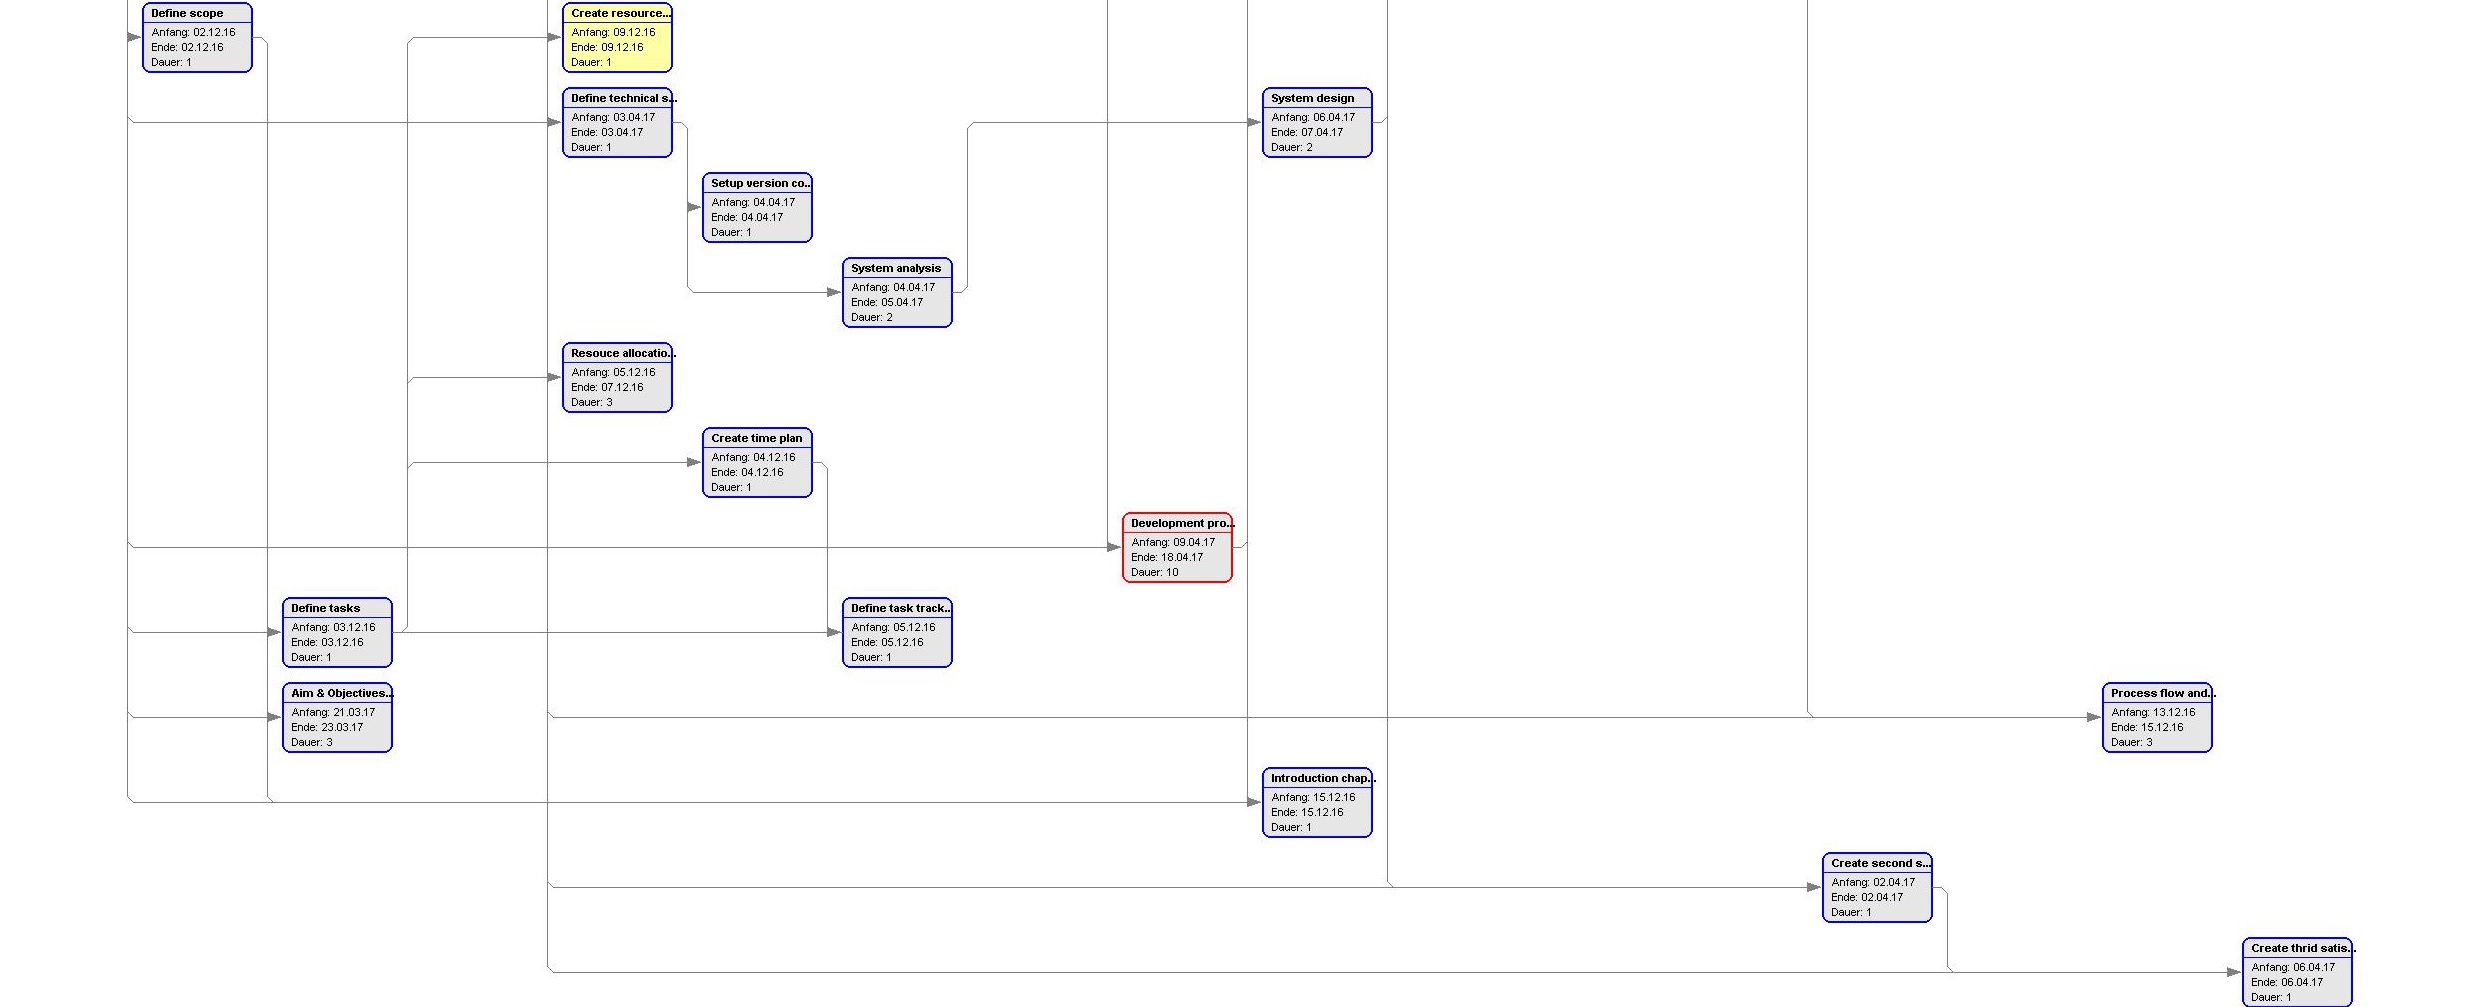 Define scope
Anfang: 02.12.16
Ende: 02.12.16
Dauer: 1
Create resource...
Anfang: 09.12.16
Ende: 09.12.16
Dauer: 1
Define technical s...
Anfang: 03.04.17
Ende: 03.04.17
Dauer: 1
System design
Anfang: 06.04.17
Ende: 07.04.17
Dauer: 2
Setup version co...
Anfang: 04.04.17
Ende: 04.04.17
Dauer: 1
System analysis
Anfang: 04.04.17
Ende: 05.04.17
Dauer: 2
Resouce allocatio...
Anfang: 05.12.16
Ende: 07.12.16
Dauer: 3
Create time plan
Anfang: 04.12.16
Ende: 04.12.16
Dauer: 1
Development pro...
Anfang: 09.04.17
Ende: 18.04.17
Dauer: 10
Define tasks
Anfang: 03.12.16
Ende: 03.12.16
Dauer: 1
Define task track...
Anfang: 05.12.16
Ende: 05.12.16
Dauer: 1
Aim & Objectives...
Anfang: 21.03.17
Ende: 23.03.17
Dauer: 3
Process flow and...
Anfang: 13.12.16
Ende: 15.12.16
Dauer: 3
Introduction chap...
Anfang: 15.12.16
Ende: 15.12.16
Dauer: 1
Create second s...
Anfang: 02.04.17
Ende: 02.04.17
Dauer: 1
Create thrid satis...
Anfang: 06.04.17
Ende: 06.04.17
Dauer: 1